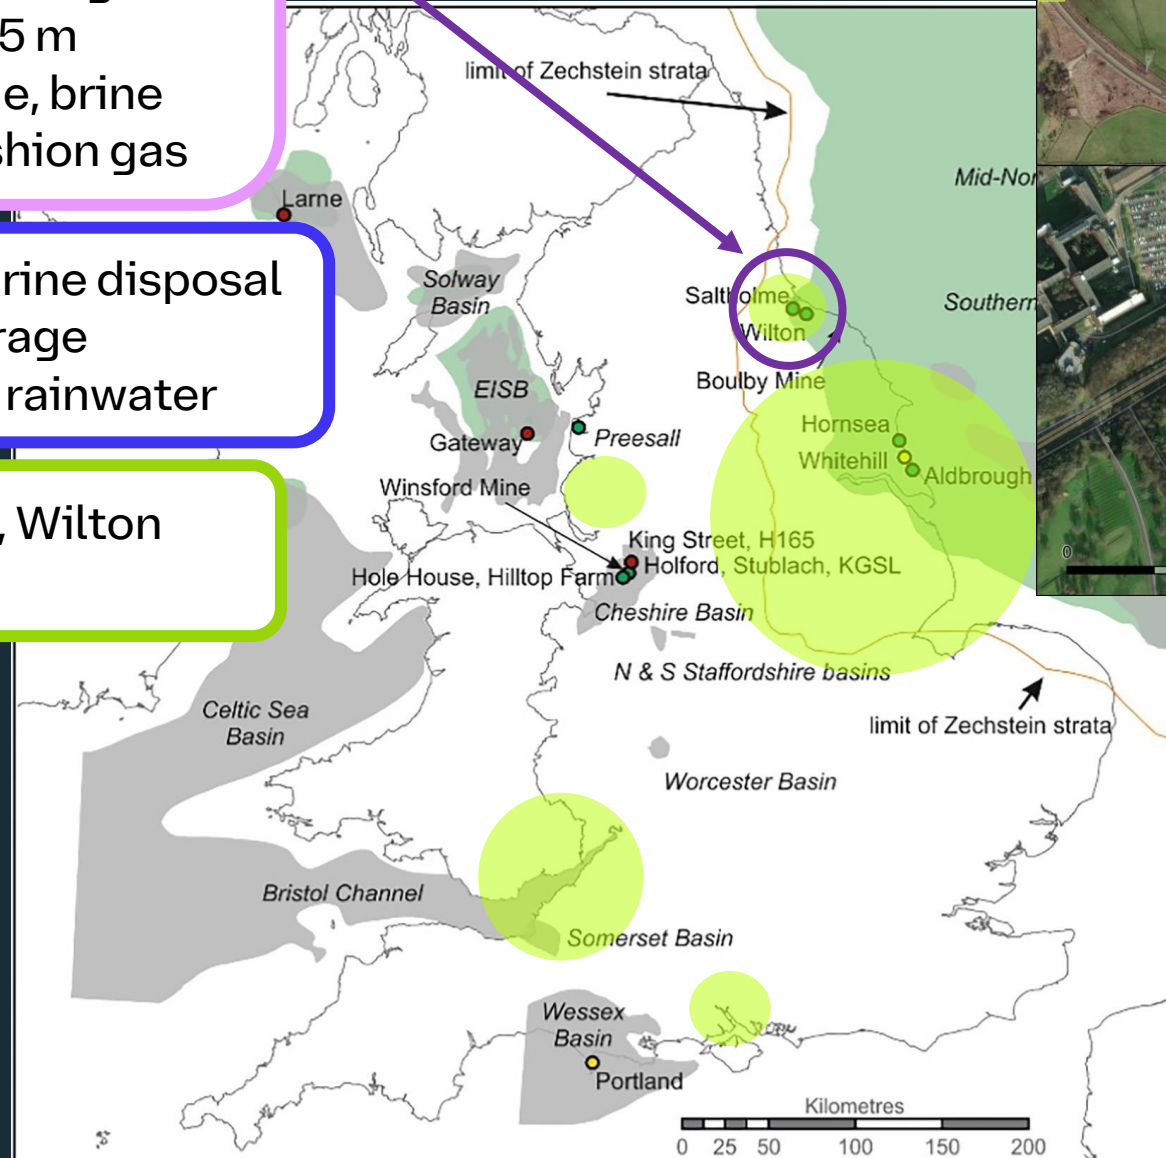 5 m
e, brine
shion gas
rine disposal
rage
rainwater
, Wilton
limit of Zechstein strata
Larne
Mid-Nor
Solway
Basin
Saltholme
Southern
Wilton
EISB
Boulby Mine
Gateway
Preesall
Hornsea
Whitehill
Aldbrough
Winsford Mine
King Street, H165
Holford, Stublach, KGSL
Hole House, Hilltop Farm
0
Cheshire Basin
N & S Staffordshire basins
Celtic Sea
Basin
limit of Zechstein strata
Worcester Basin
Bristol Channel
Somerset Basin
Wessex
Basin
Portland
Kilometres
0 25 50 100 150 200